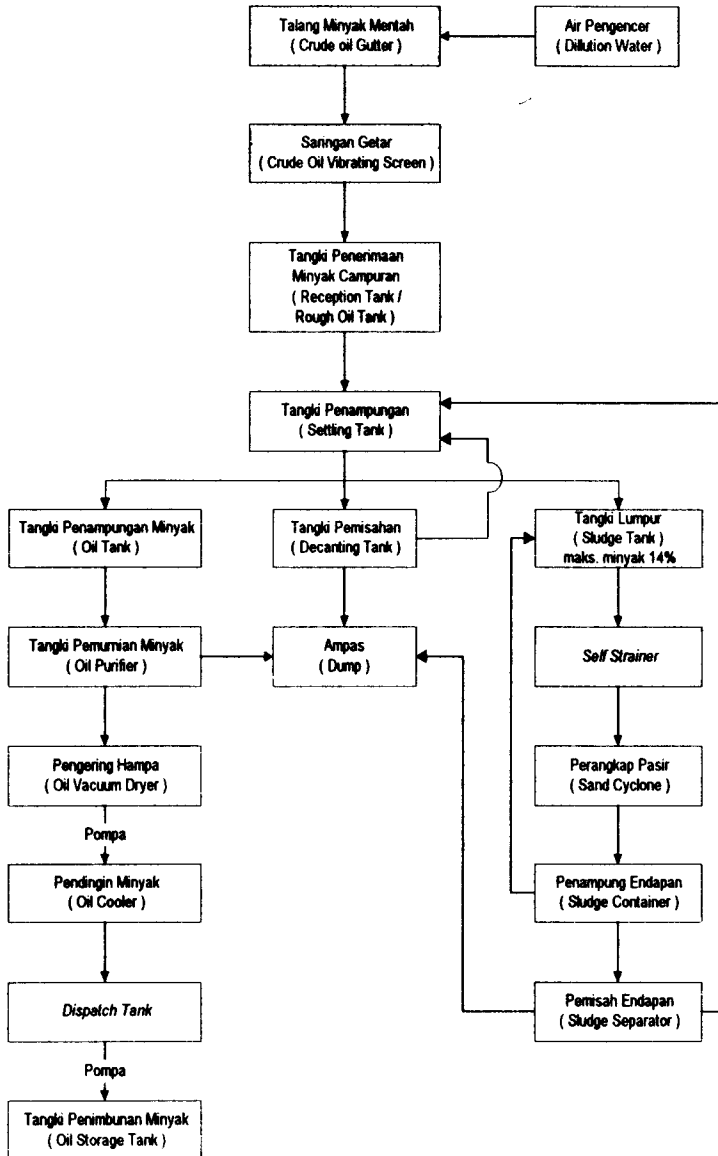 Talang Minyak Mentah
( Crude oil Gutter )
Air Pengencer
( Dillution Water )
Saringan Getar
( Crude Oil Vibrating Screen )
Tangki Penerimaan
Minyak Campuran
( Reception Tank /
Rough Oil Tank )
Tangki Penampungan
( Settling Tank )
Tangki Penampungan Minyak
( Oil Tank )
Tangki Pemisahan
( Decanting Tank )
Tangki Lumpur
( Sludge Tank )
maks. minyak 14%
Tangki Pemurnian Minyak
( Oil Purifier )
Ampas
( Dump )
Self Strainer
Pengering Hampa
( Oil Vacuum Dryer )
Perangkap Pasir
( Sand Cyclone )
Pompa
Pendingin Minyak
( Oil Cooler )
Penampung Endapan
( Sludge Container )
Dispatch Tank
Pemisah Endapan
( Sludge Separator )
Pompa
Tangki Penimbunan Minyak
( Oil Storage Tank )